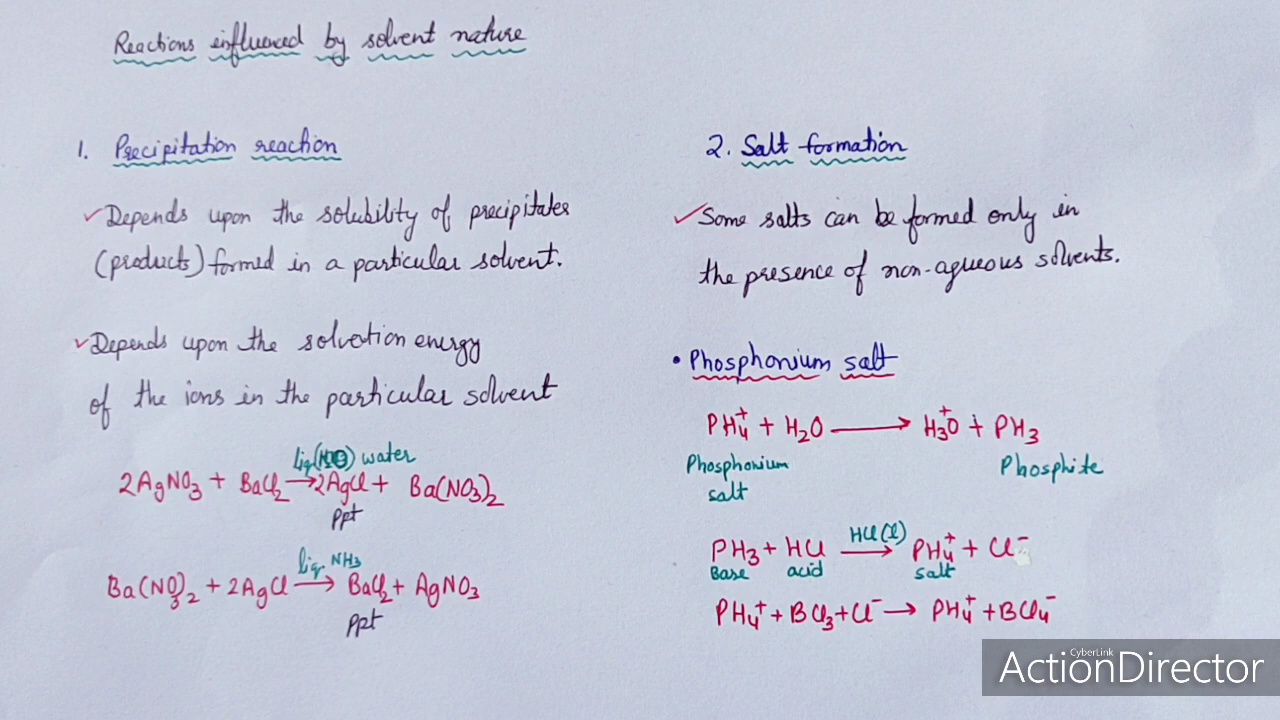 Reactions influenced by solvent nature
1. Precipitation reaction
✓Depends upon the solubility of precipitates
(products) formed in a particular solvent.
✓Depends upon the solvation energy
of the ions in the particular solvent
liq water
2AgNO₃ + BaCl₂ → 2AgCl + Ba(NO₃)₂
ppt
liq. NH₃
Ba(NO₃)₂ + 2AgCl → BaCl₂ + AgNO₃
ppt
2. Salt formation
✓Some salts can be formed only in
the presence of non-aqueous solvents.
• Phosphonium salt
PH₄⁺ + H₂O → H₃O⁺ + PH₃
Phosphonium Phosphite
salt
HCl(l)
PH₃ + HCl → PH₄⁺ + Cl⁻
Base acid salt
PH₄⁺ + BCl₃ + Cl⁻ → PH₄⁺ + BCl₄⁻
CyberLink
ActionDirector